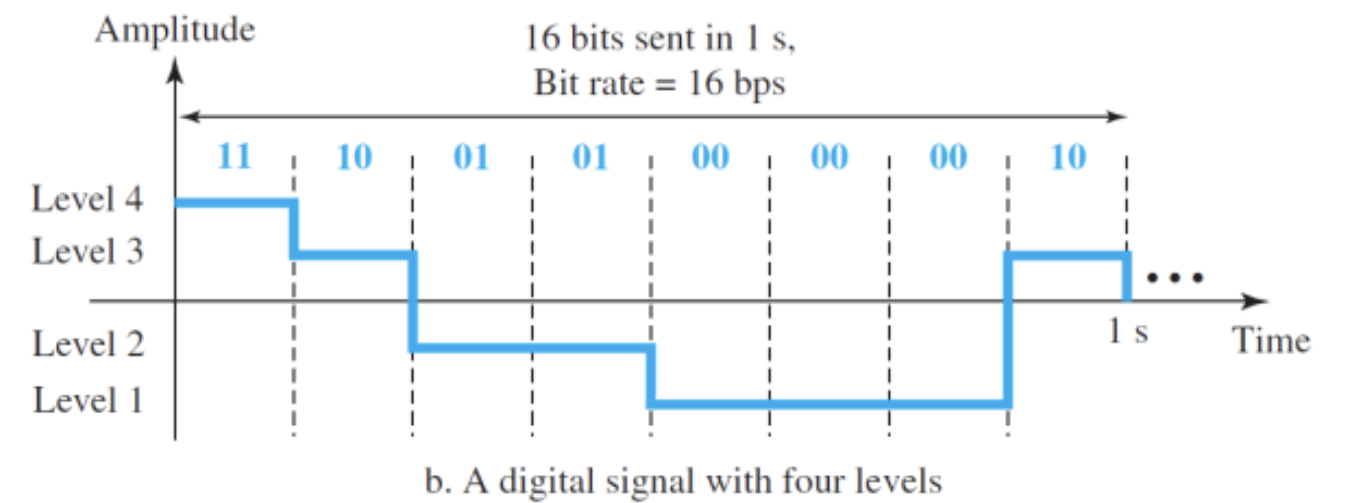 Amplitude
16 bits sent in 1 s,
Bit rate = 16 bps
11 10 01 01 00 00 00 10
Level 4
Level 3
Level 2
Level 1
1 s
Time
b. A digital signal with four levels